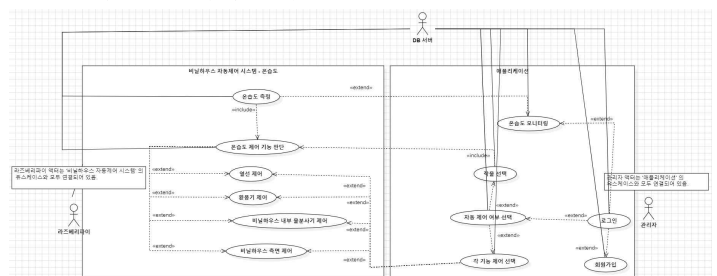 DB 서버
비닐하우스 자동제어 시스템 - 온습도
애플리케이션
온습도 측정
«extend»
«include»
온습도 모니터링
«extend»
온습도 제어 기능 판단
«include»
라즈베리파이 액터는 '비닐하우스 자동제어 시스템' 의
유스케이스와 모두 연결되어 있음.
«extend»
열선 제어
작물 선택
관리자 액터는 '애플리케이션' 의
유스케이스와 모두 연결되어 있음.
«extend»
환풍기 제어
«extend»
«extend»
비닐하우스 내부 물분사기 제어
자동 제어 여부 선택
«extend»
로그인
라즈베리파이
관리자
«extend»
«extend»
«extend»
비닐하우스 측면 제어
각 기능 제어 선택
회원가입